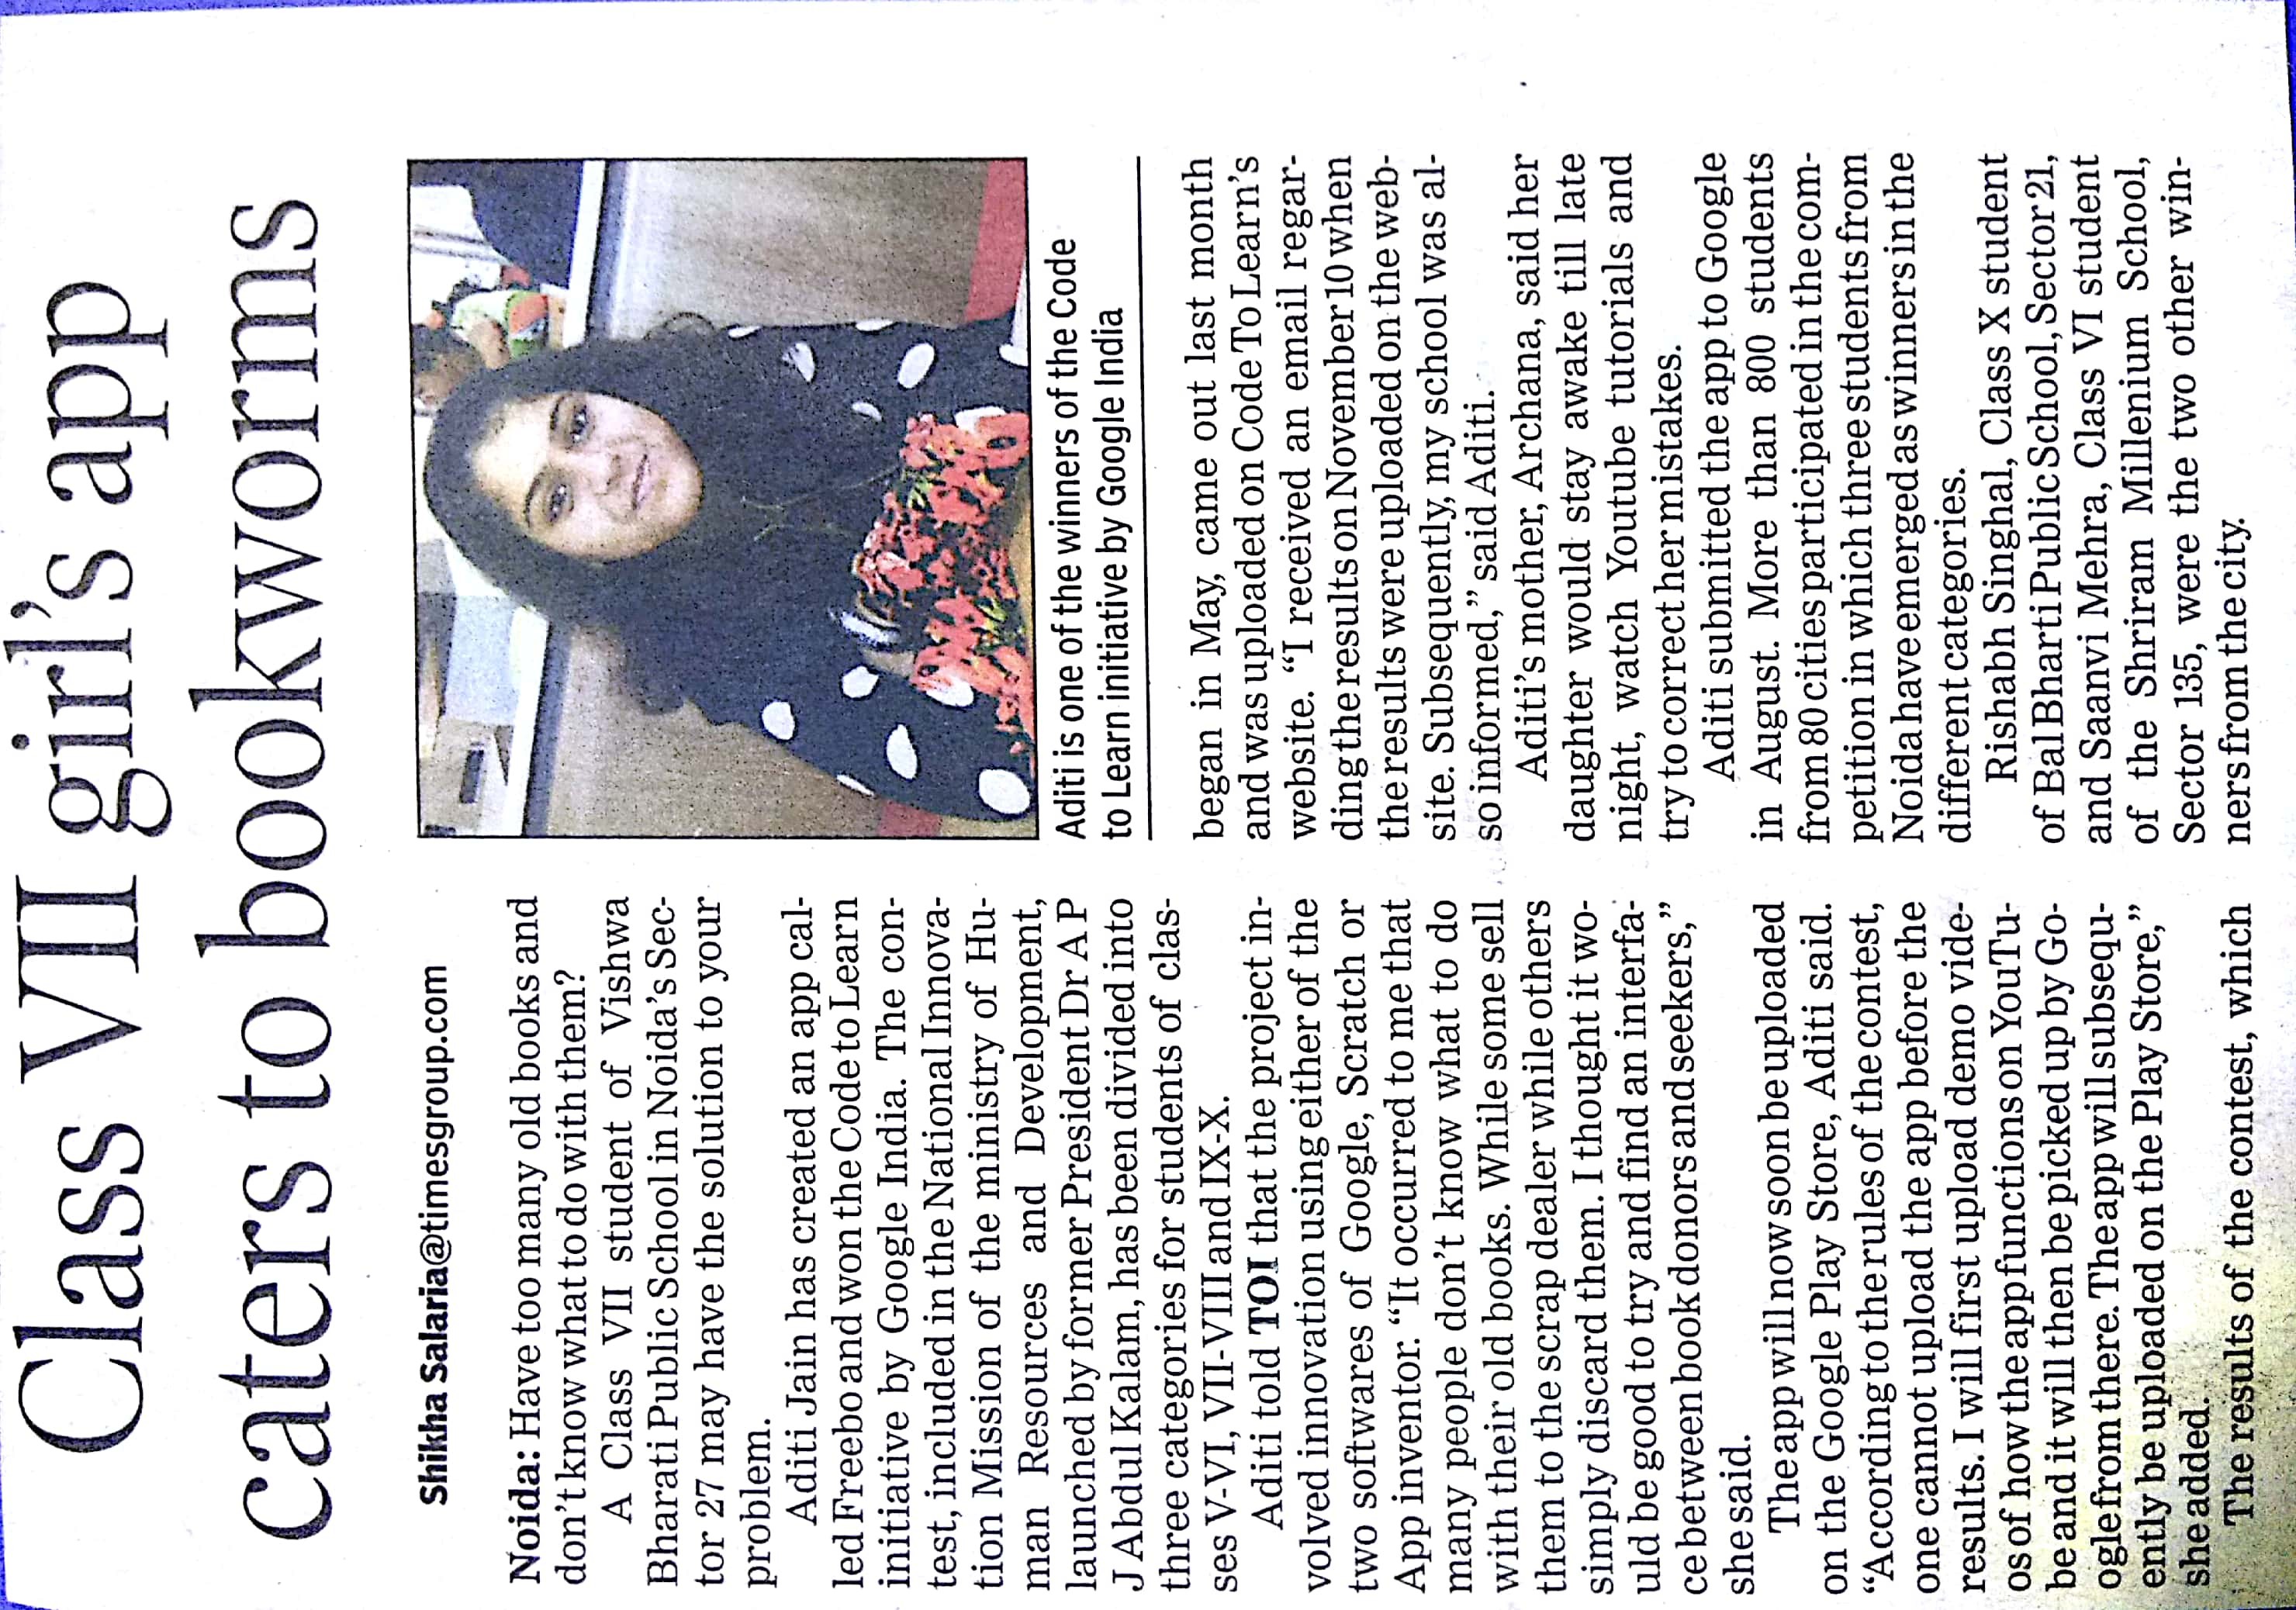 Class VII girl's app
caters to bookworms
Shikha Salaria@timesgroup.com
Noida: Have too many old books and
don't know what to do with them?
A Class VII student of Vishwa
Bharati Public School in Noida's Sec-
tor 27 may have the solution to your
problem.
Aditi Jain has created an app cal-
led Freebo and won the Code to Learn
initiative by Google India. The con-
test, included in the National Innova-
tion Mission of the ministry of Hu-
man Resources and Development,
launched by former President Dr A P
J Abdul Kalam, has been divided into
three categories for students of clas-
ses V-VI, VII-VIII and IX-X.
Aditi told TOI that the project in-
volved innovation using either of the
two softwares of Google, Scratch or
App inventor. "It occurred to me that
many people don't know what to do
with their old books. While some sell
them to the scrap dealer while others
simply discard them. I thought it wo-
uld be good to try and find an interfa-
ce between book donors and seekers,"
she said.
The app will now soon be uploaded
on the Google Play Store, Aditi said.
"According to the rules of the contest,
one cannot upload the app before the
results. I will first upload demo vide-
os of how the app functions on YouTu-
be and it will then be picked up by Go-
ogle from there. The app will subsequ-
ently be uploaded on the Play Store,"
she added.
The results of the contest, which
Aditi is one of the winners of the Code
to Learn initiative by Google India
began in May, came out last month
and was uploaded on Code To Learn's
website. "I received an email regar-
ding the results on November 10 when
the results were uploaded on the web-
site. Subsequently, my school was al-
so informed," said Aditi.
Aditi's mother, Archana, said her
daughter would stay awake till late
night, watch Youtube tutorials and
try to correct her mistakes.
Aditi submitted the app to Google
in August. More than 800 students
from 80 cities participated in the com-
petition in which three students from
Noida have emerged as winners in the
different categories.
Rishabh Singhal, Class X student
of Bal Bharti Public School, Sector 21,
and Saanvi Mehra, Class VI student
of the Shriram Millenium School,
Sector 135, were the two other win-
ners from the city.